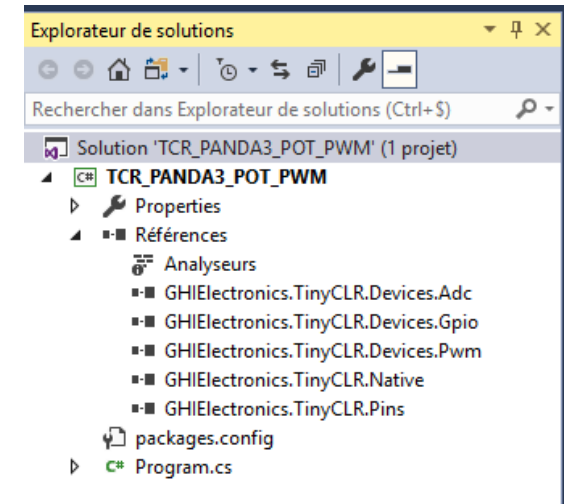 Explorateur de solutions
Rechercher dans Explorateur de solutions (Ctrl+$)
Solution 'TCR_PANDA3_POT_PWM' (1 projet)
C# TCR_PANDA3_POT_PWM
Properties
Références
Analyseurs
GHIElectronics.TinyCLR.Devices.Adc
GHIElectronics.TinyCLR.Devices.Gpio
GHIElectronics.TinyCLR.Devices.Pwm
GHIElectronics.TinyCLR.Native
GHIElectronics.TinyCLR.Pins
packages.config
C# Program.cs